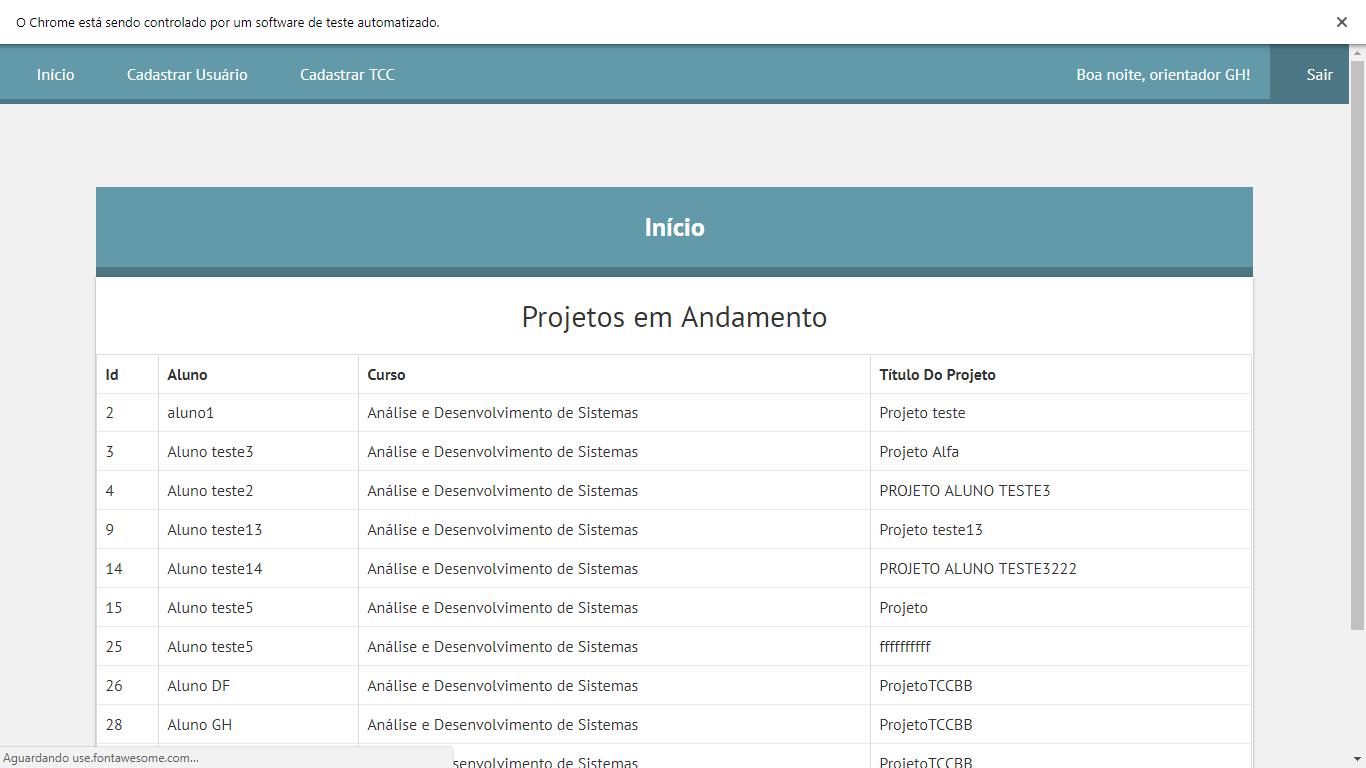 O Chrome está sendo controlado por um software de teste automatizado.
Início Cadastrar Usuário Cadastrar TCC Boa noite, orientador GH! Sair
Início
Projetos em Andamento
Id Aluno Curso Título Do Projeto
2 aluno1 Análise e Desenvolvimento de Sistemas Projeto teste
3 Aluno teste3 Análise e Desenvolvimento de Sistemas Projeto Alfa
4 Aluno teste2 Análise e Desenvolvimento de Sistemas PROJETO ALUNO TESTE3
9 Aluno teste13 Análise e Desenvolvimento de Sistemas Projeto teste13
14 Aluno teste14 Análise e Desenvolvimento de Sistemas PROJETO ALUNO TESTE3222
15 Aluno teste5 Análise e Desenvolvimento de Sistemas Projeto
25 Aluno teste5 Análise e Desenvolvimento de Sistemas ffffffffff
26 Aluno DF Análise e Desenvolvimento de Sistemas ProjetoTCCBB
28 Aluno GH Análise e Desenvolvimento de Sistemas ProjetoTCCBB
senvolvimento de Sistemas ProjetoTCCBB
Aguardando use.fontawesome.com...